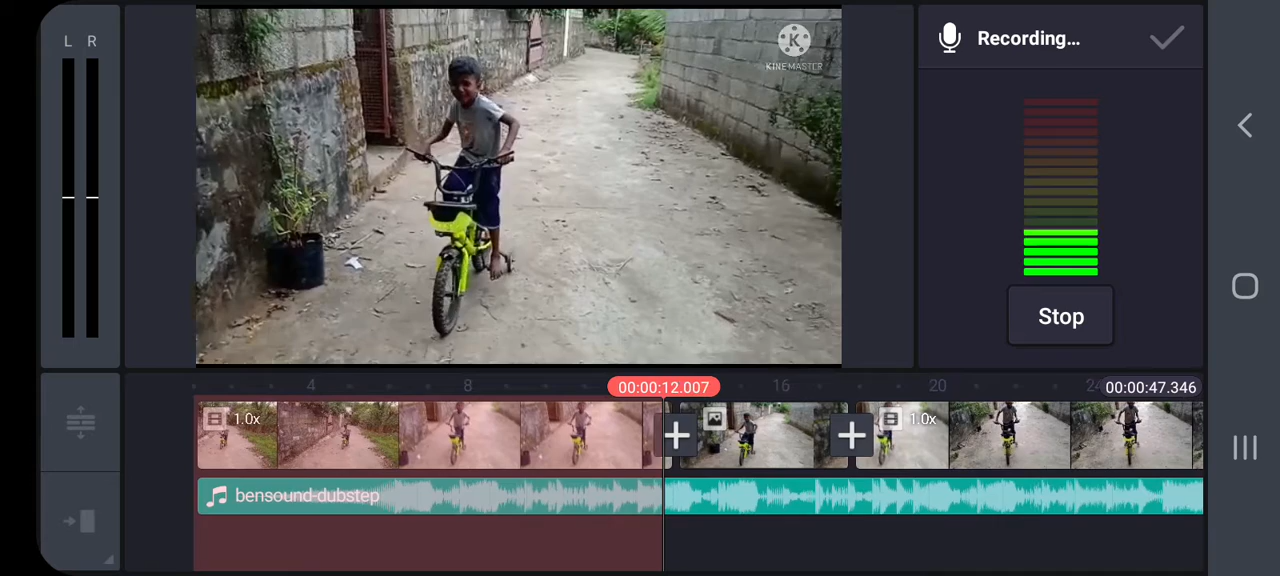 L R
KINEMASTER
Recording...
Stop
4 8 00:00:12.007 16 20 24 00:00:47.346
1.0x 1.0x
bensound-dubstep